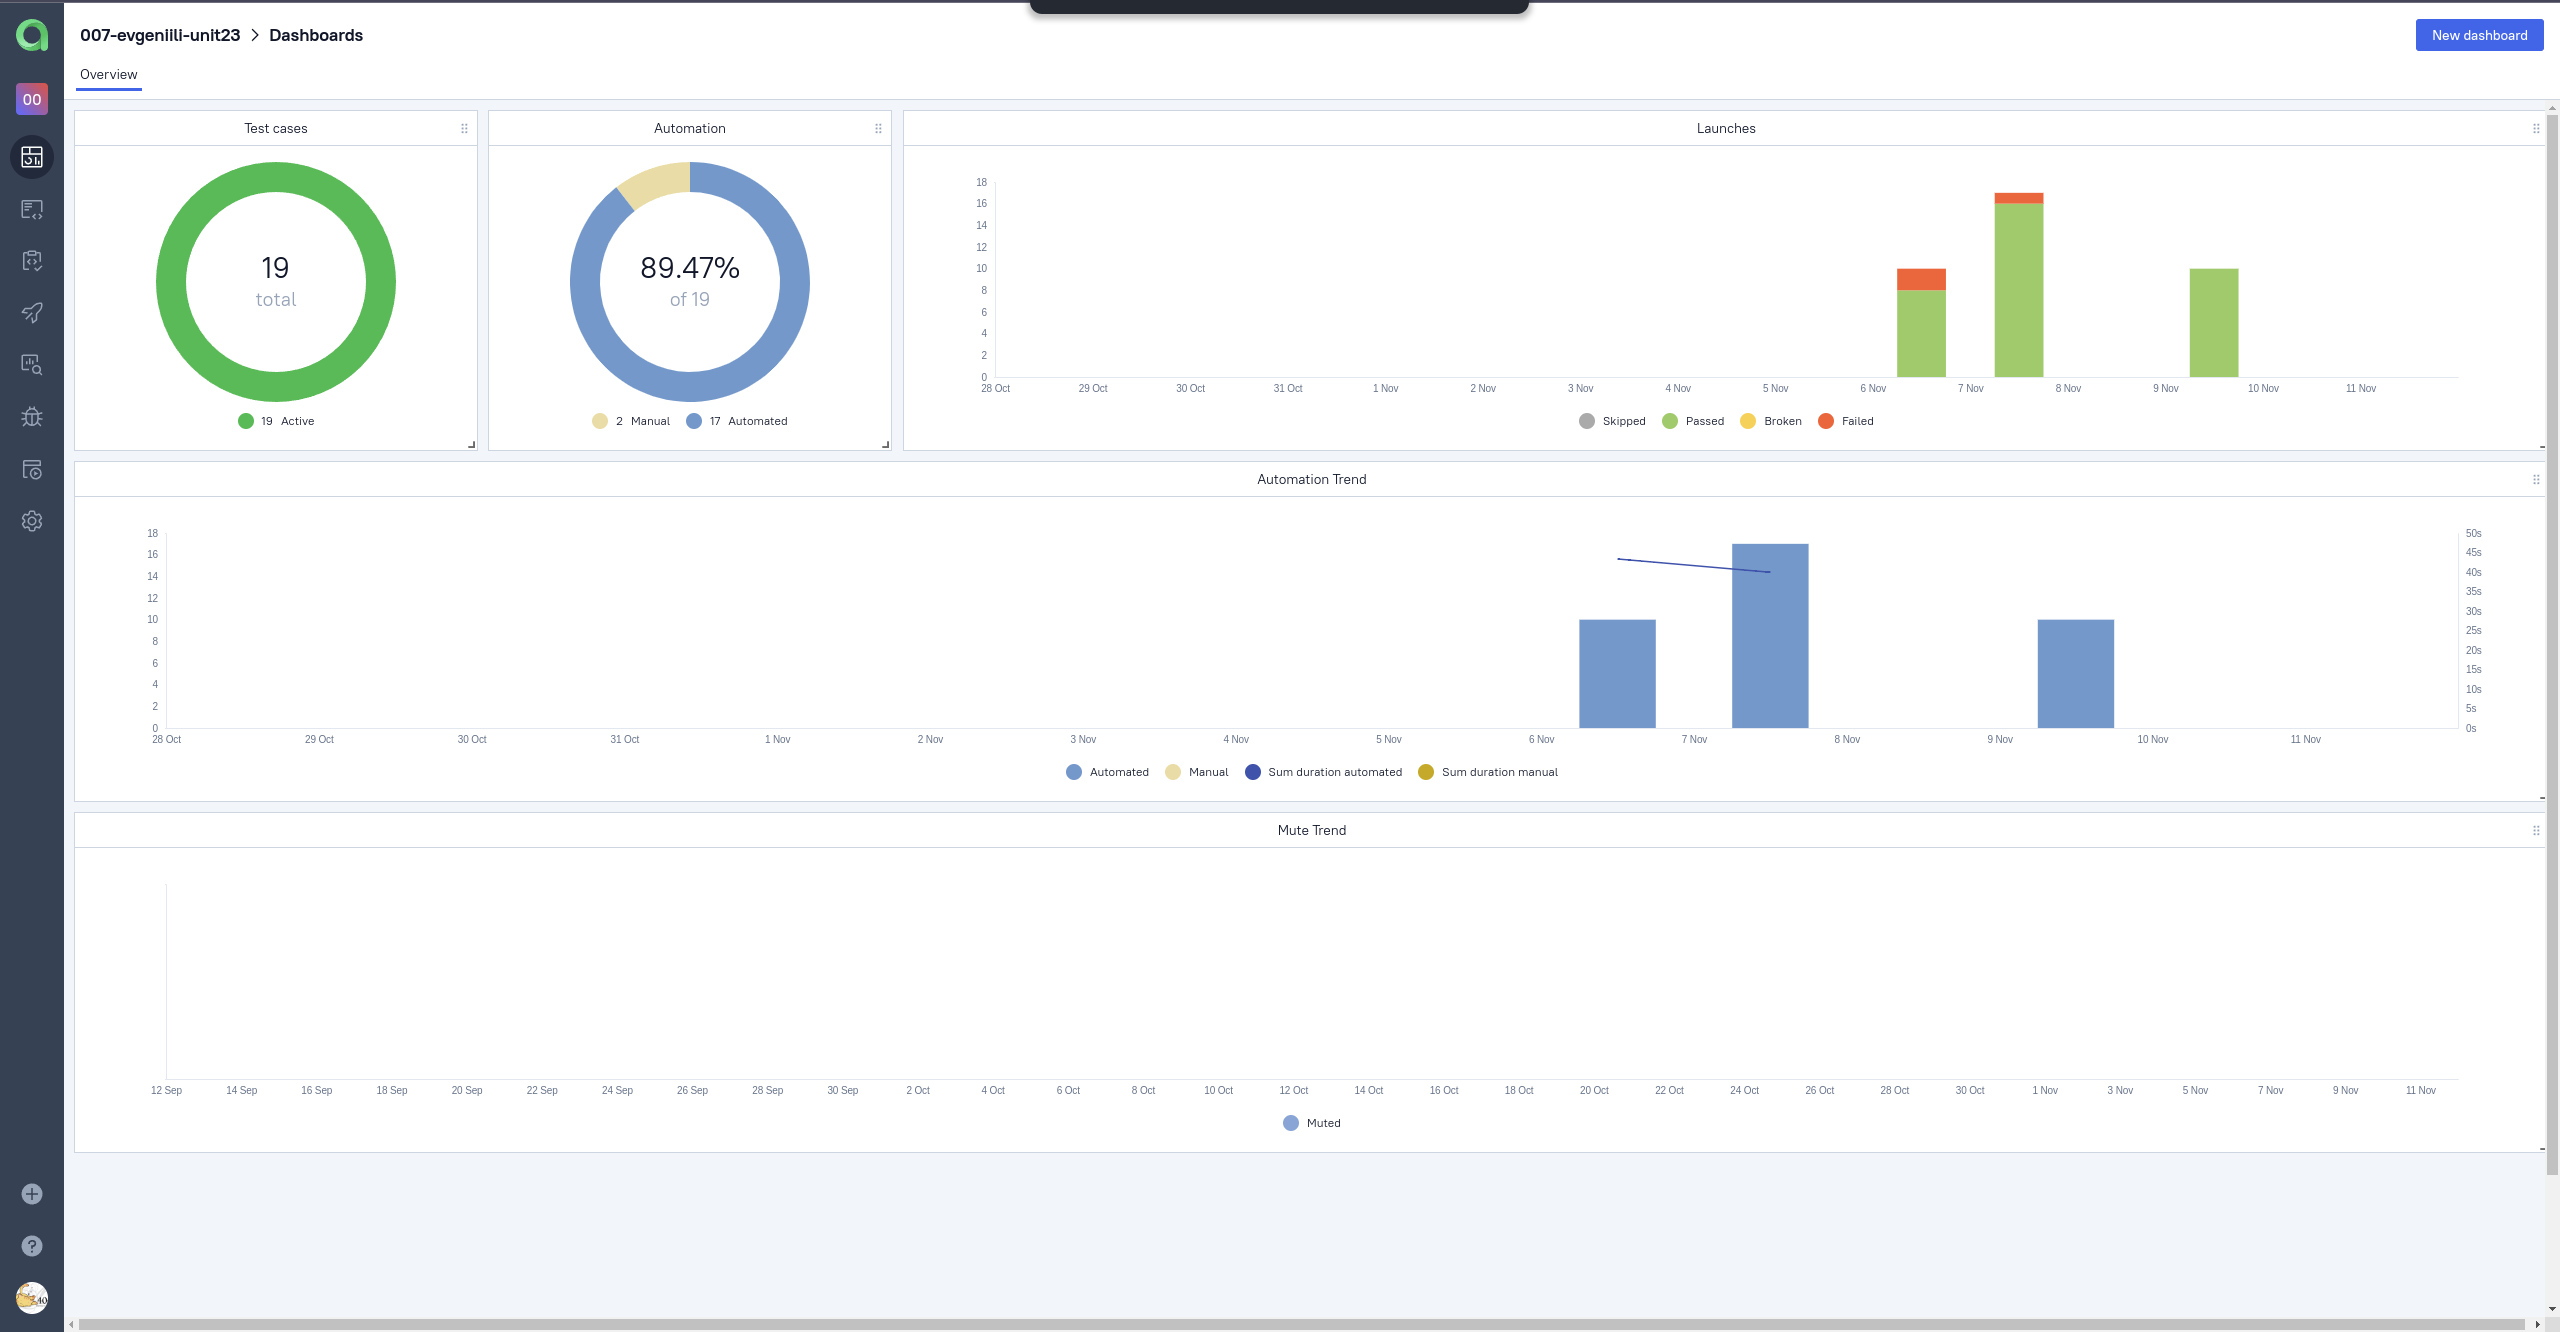 007-evgeniili-unit23 > Dashboards
New dashboard
Overview
00
Test cases
19
total
19 Active
Automation
89.47%
of 19
2 Manual 17 Automated
Launches
18
16
14
12
10
8
6
4
2
0
28 Oct 29 Oct 30 Oct 31 Oct 1 Nov 2 Nov 3 Nov 4 Nov 5 Nov 6 Nov 7 Nov 8 Nov 9 Nov 10 Nov 11 Nov
Skipped Passed Broken Failed
Automation Trend
18
16
14
12
10
8
6
4
2
0
50s
45s
40s
35s
30s
25s
20s
15s
10s
5s
0s
28 Oct 29 Oct 30 Oct 31 Oct 1 Nov 2 Nov 3 Nov 4 Nov 5 Nov 6 Nov 7 Nov 8 Nov 9 Nov 10 Nov 11 Nov
Automated Manual Sum duration automated Sum duration manual
Mute Trend
12 Sep 14 Sep 16 Sep 18 Sep 20 Sep 22 Sep 24 Sep 26 Sep 28 Sep 30 Sep 2 Oct 4 Oct 6 Oct 8 Oct 10 Oct 12 Oct 14 Oct 16 Oct 18 Oct 20 Oct 22 Oct 24 Oct 26 Oct 28 Oct 30 Oct 1 Nov 3 Nov 5 Nov 7 Nov 9 Nov 11 Nov
Muted